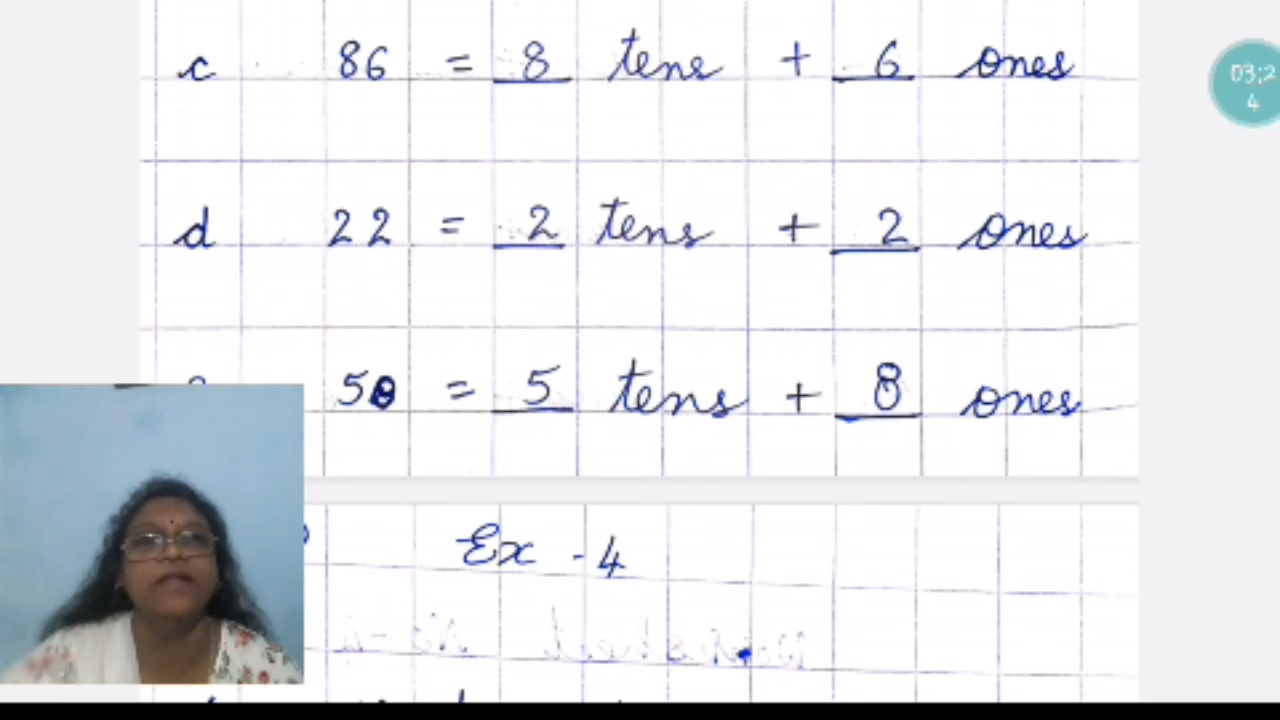 c 86 = 8 tens + 6 ones
03:24
d 22 = 2 tens + 2 ones
58 = 5 tens + 8 ones
Ex - 4